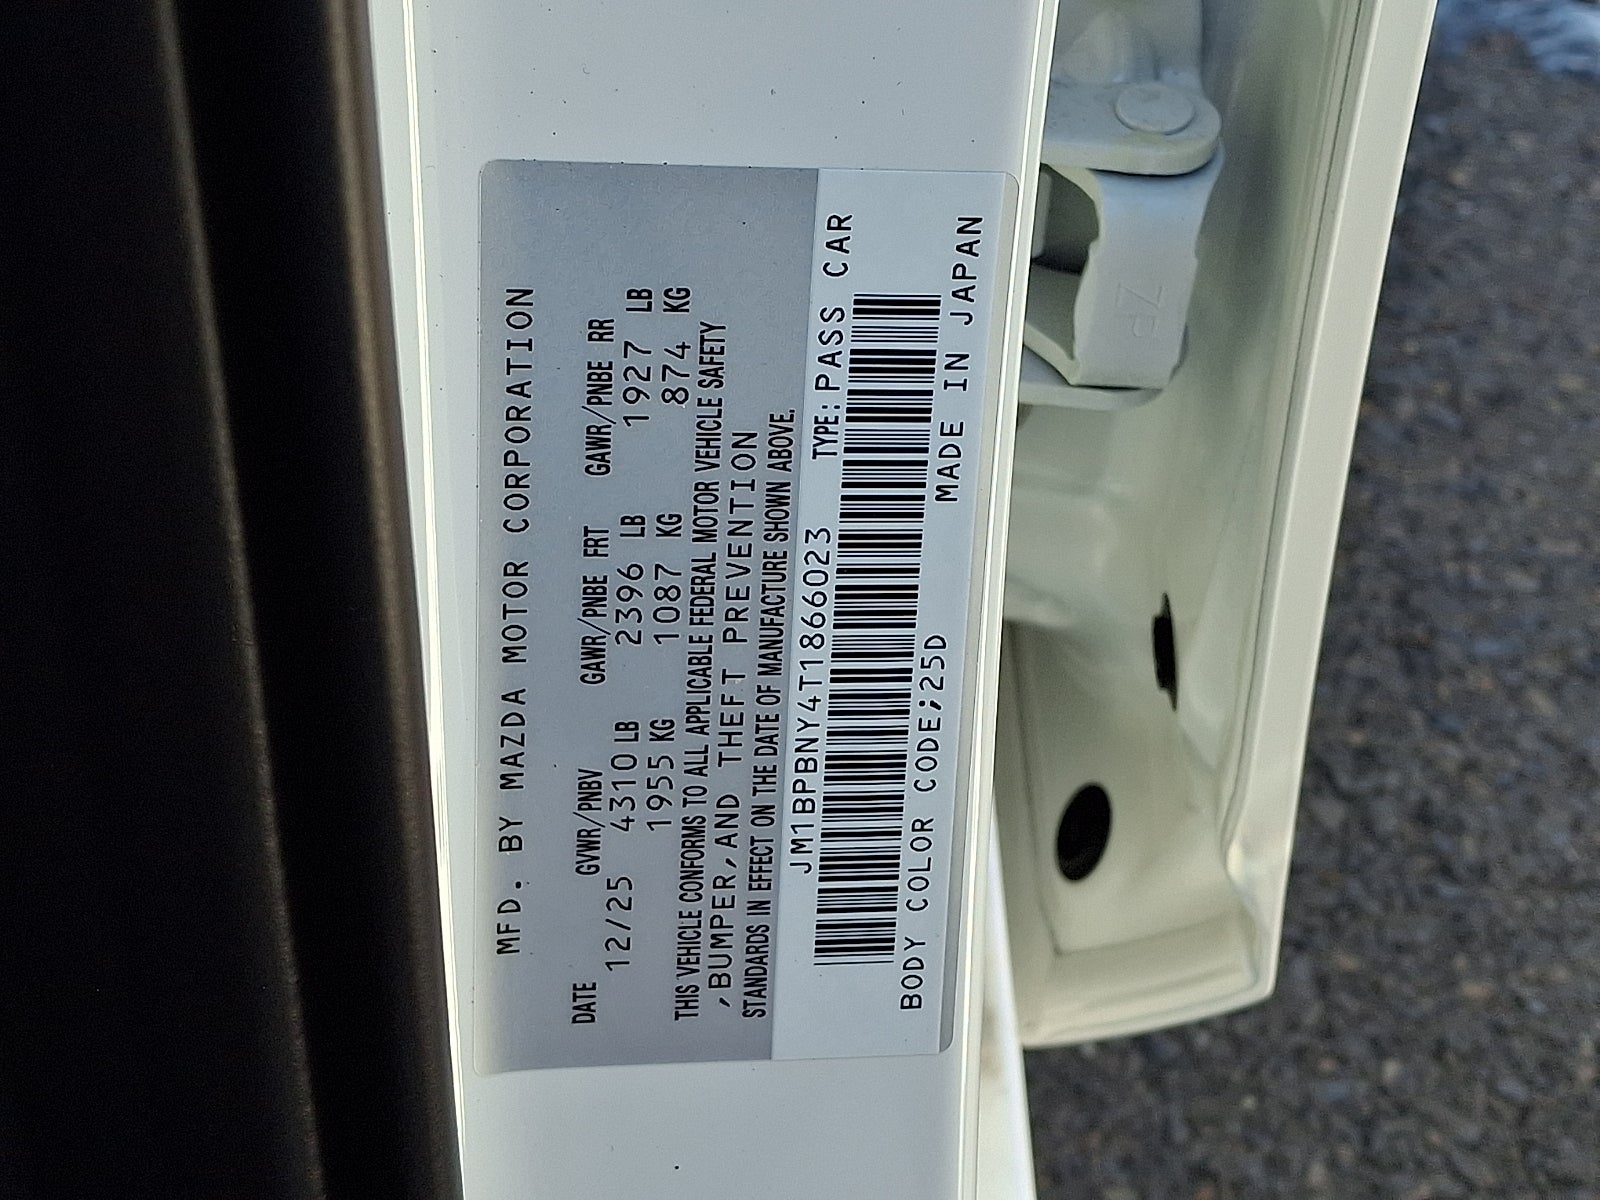 MFD. BY MAZDA MOTOR CORPORATION
DATE GVWR/PNBV GAWR/PNBE FRT GAWR/PNBE RR
12/25 4310 LB 2396 LB 1927 LB
1955 KG 1087 KG 874 KG
THIS VEHICLE CONFORMS TO ALL APPLICABLE FEDERAL MOTOR VEHICLE SAFETY
,BUMPER,AND THEFT PREVENTION
STANDARDS IN EFFECT ON THE DATE OF MANUFACTURE SHOWN ABOVE.
JM1BPBNY4T1866023 TYPE: PASS CAR
BODY COLOR CODE;25D MADE IN JAPAN